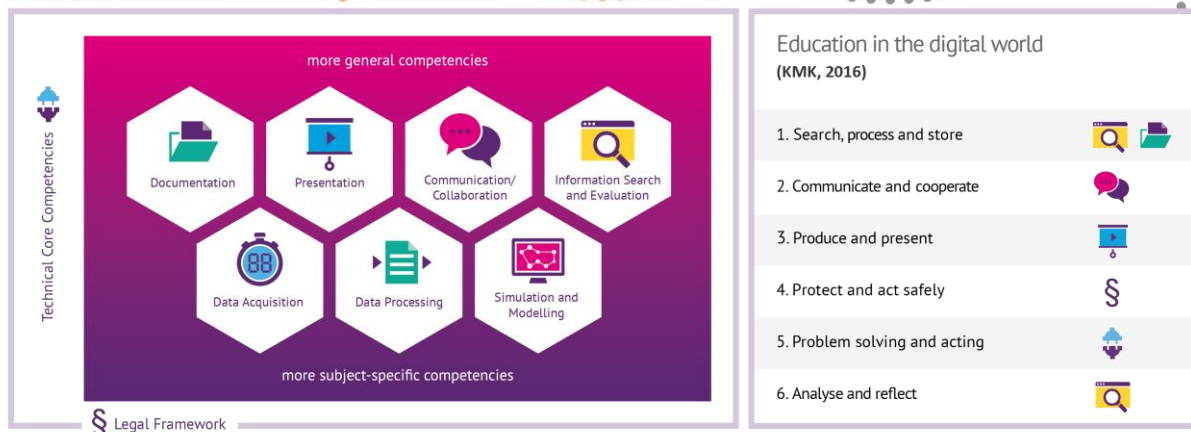 more general competencies
Technical Core Competencies
Documentation
Presentation
Communication/
Collaboration
Information Search
and Evaluation
88
Data Acquisition
Data Processing
Simulation and
Modelling
more subject-specific competencies
§ Legal Framework
Education in the digital world
(KMK, 2016)
1. Search, process and store
2. Communicate and cooperate
3. Produce and present
4. Protect and act safely
§
5. Problem solving and acting
6. Analyse and reflect